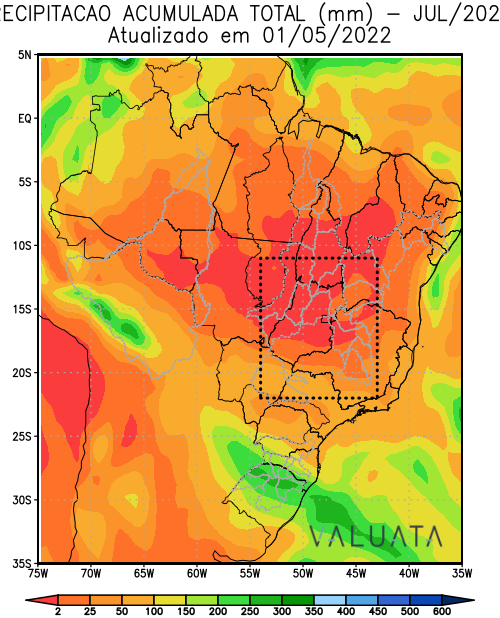 RECIPITACAO ACUMULADA TOTAL (mm) – JUL/202
Atualizado em 01/05/2022
5N
EQ
5S
10S
15S
20S
25S
30S
35S
75W 70W 65W 60W 55W 50W 45W 40W 35W
VALUATA
2 25 50 100 150 200 250 300 350 400 450 500 600